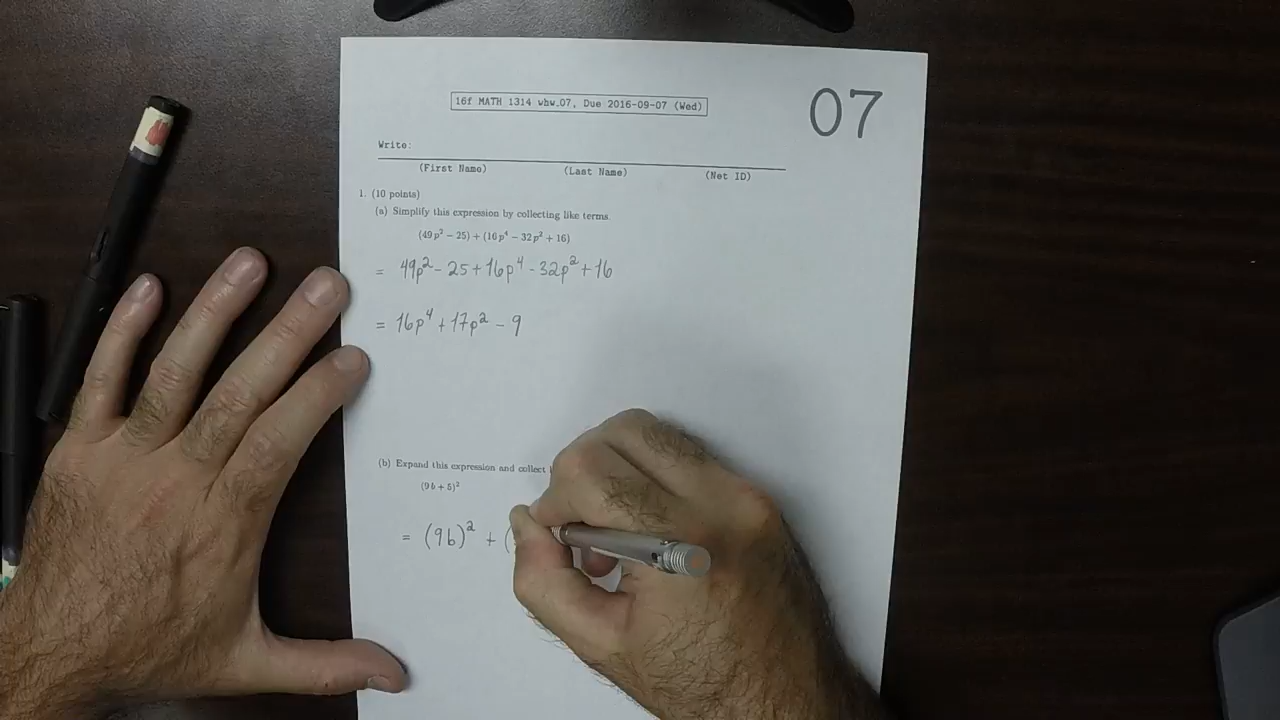 16f MATH 1314 whw.07, Due 2016-09-07 (Wed)
07
Write:
(First Name) (Last Name) (Net ID)
1. (10 points)
(a) Simplify this expression by collecting like terms.
(49p² − 25) + (16p⁴ − 32p² + 16)
= 49p² - 25 + 16p⁴ - 32p² + 16
= 16p⁴ + 17p² - 9
(b) Expand this expression and collect
(9b + 5)²
= (9b)² + (